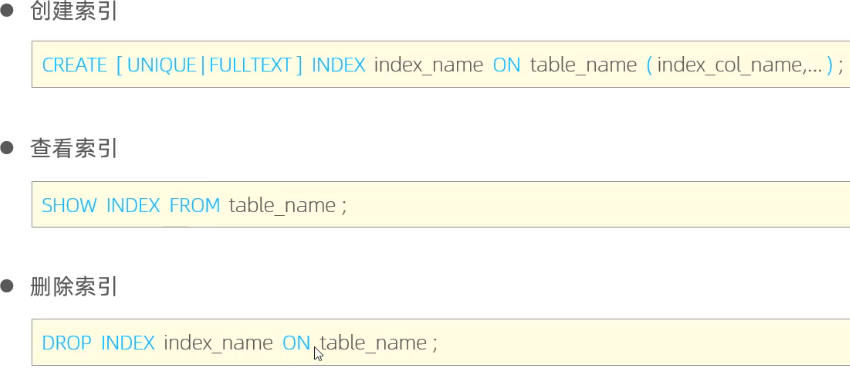 创建索引
CREATE [ UNIQUE | FULLTEXT ] INDEX index_name ON table_name ( index_col_name,... ) ;
查看索引
SHOW INDEX FROM table_name ;
删除索引
DROP INDEX index_name ON table_name ;